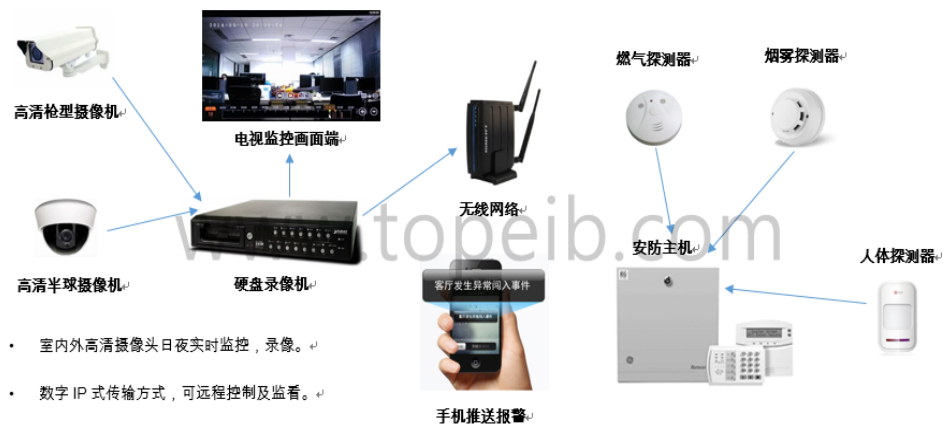 高清枪型摄像机
电视监控画面端
燃气探测器
烟雾探测器
无线网络
www.topeib.com
高清半球摄像机
硬盘录像机
安防主机
人体探测器
客厅发生异常闯入事件
• 室内外高清摄像头日夜实时监控，录像。
• 数字 IP 式传输方式，可远程控制及监看。
手机推送报警